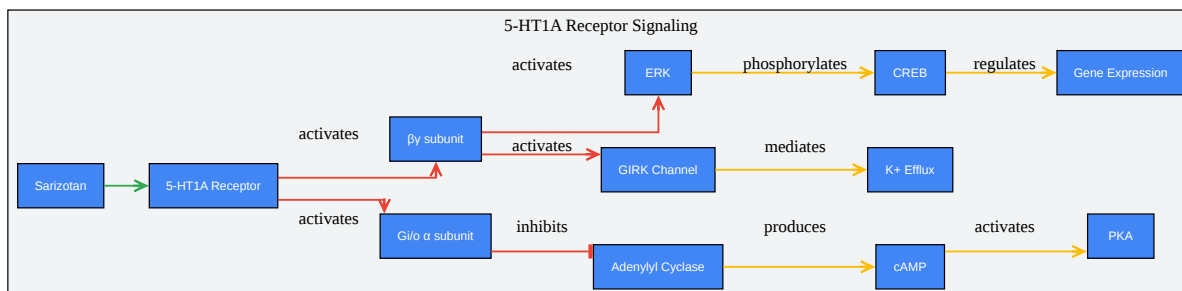 5-HT1A Receptor Signaling
activates
ERK
phosphorylates
CREB
regulates
Gene Expression
activates
βγ subunit
activates
GIRK Channel
mediates
K+ Efflux
Sarizotan
5-HT1A Receptor
activates
Gi/o α subunit
inhibits
Adenylyl Cyclase
produces
cAMP
activates
PKA